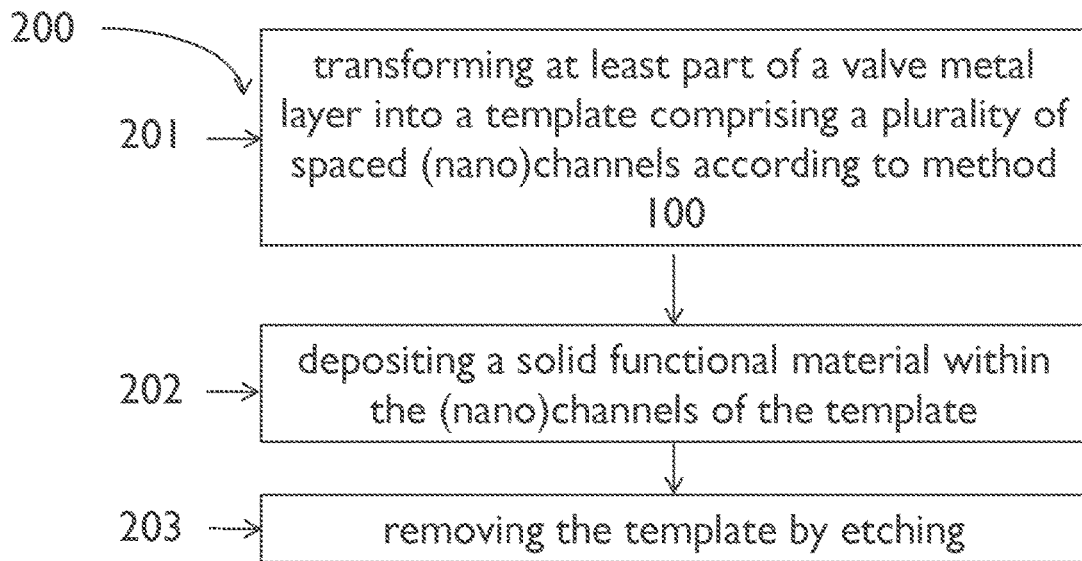 200
transforming at least part of a valve metal
201
layer into a template comprising a plurality of
spaced (nano)channels according to method
100
depositing a solid functional material within
202
the (nano)channels of the template
203
removing the template by etching